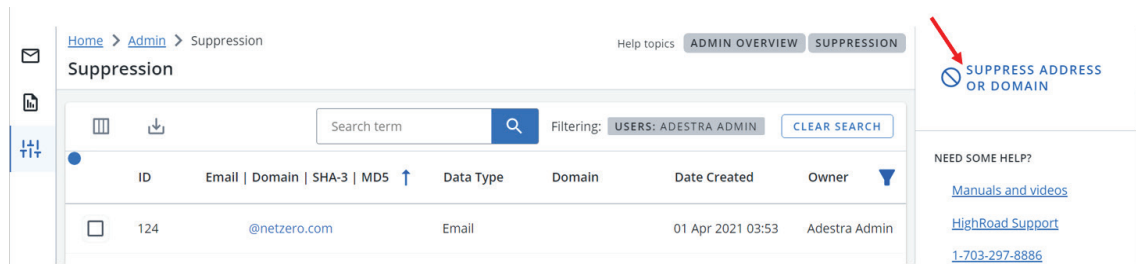 Home > Admin > Suppression
Help topics ADMIN OVERVIEW SUPPRESSION
Suppression
SUPPRESS ADDRESS
OR DOMAIN
Search term
Filtering: USERS: ADESTRA ADMIN CLEAR SEARCH
ID Email | Domain | SHA-3 | MD5 ↑ Data Type Domain Date Created Owner
124 @netzero.com Email 01 Apr 2021 03:53 Adestra Admin
NEED SOME HELP?
Manuals and videos
HighRoad Support
1-703-297-8886